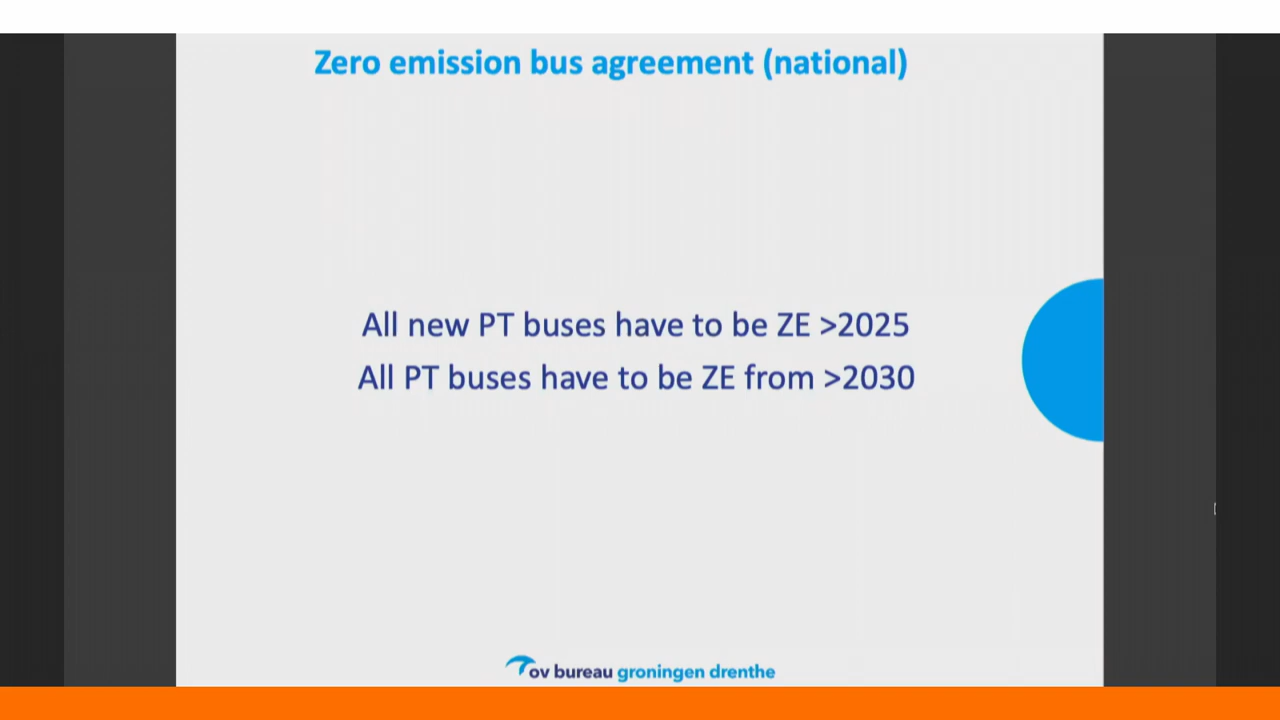 Zero emission bus agreement (national)
All new PT buses have to be ZE >2025
All PT buses have to be ZE from >2030
ov bureau groningen drenthe